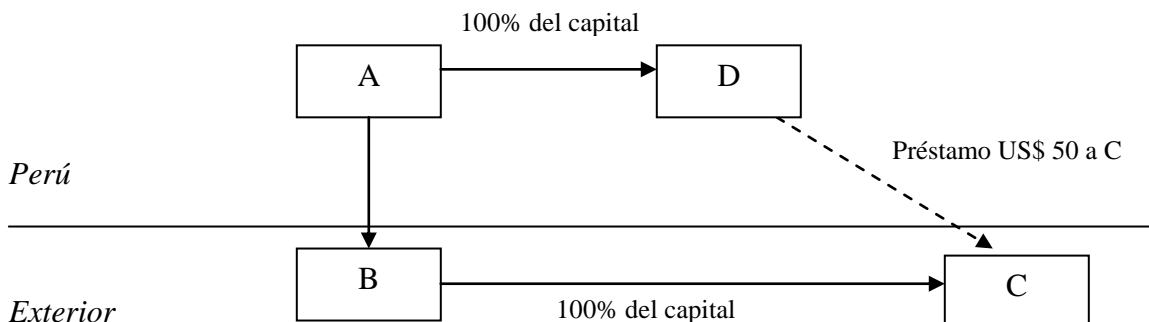 100% del capital
A
D
Préstamo US$ 50 a C
Perú
B
C
Exterior
100% del capital